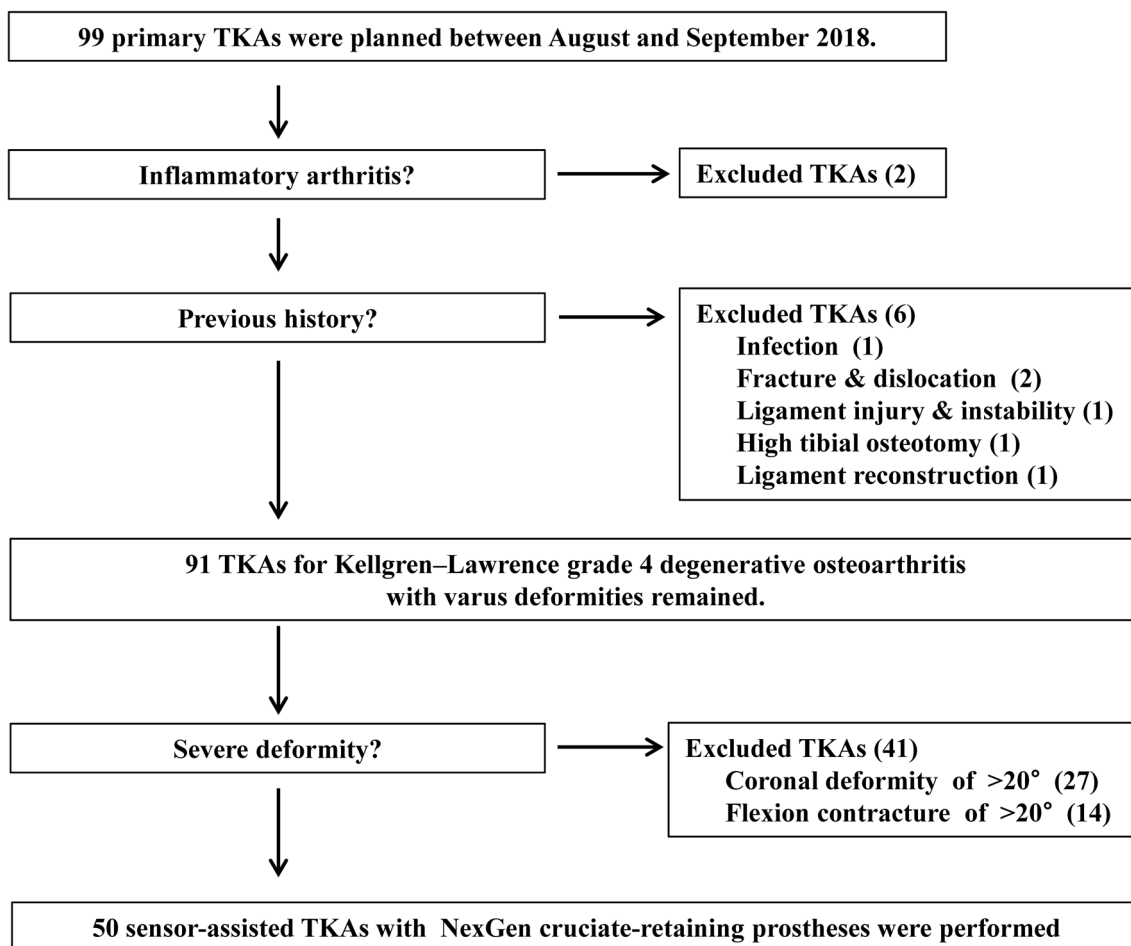 99 primary TKAs were planned between August and September 2018.
Inflammatory arthritis?
Excluded TKAs (2)
Previous history?
Excluded TKAs (6)
Infection (1)
Fracture & dislocation (2)
Ligament injury & instability (1)
High tibial osteotomy (1)
Ligament reconstruction (1)
91 TKAs for Kellgren–Lawrence grade 4 degenerative osteoarthritis
with varus deformities remained.
Severe deformity?
Excluded TKAs (41)
Coronal deformity of >20° (27)
Flexion contracture of >20° (14)
50 sensor-assisted TKAs with NexGen cruciate-retaining prostheses were performed